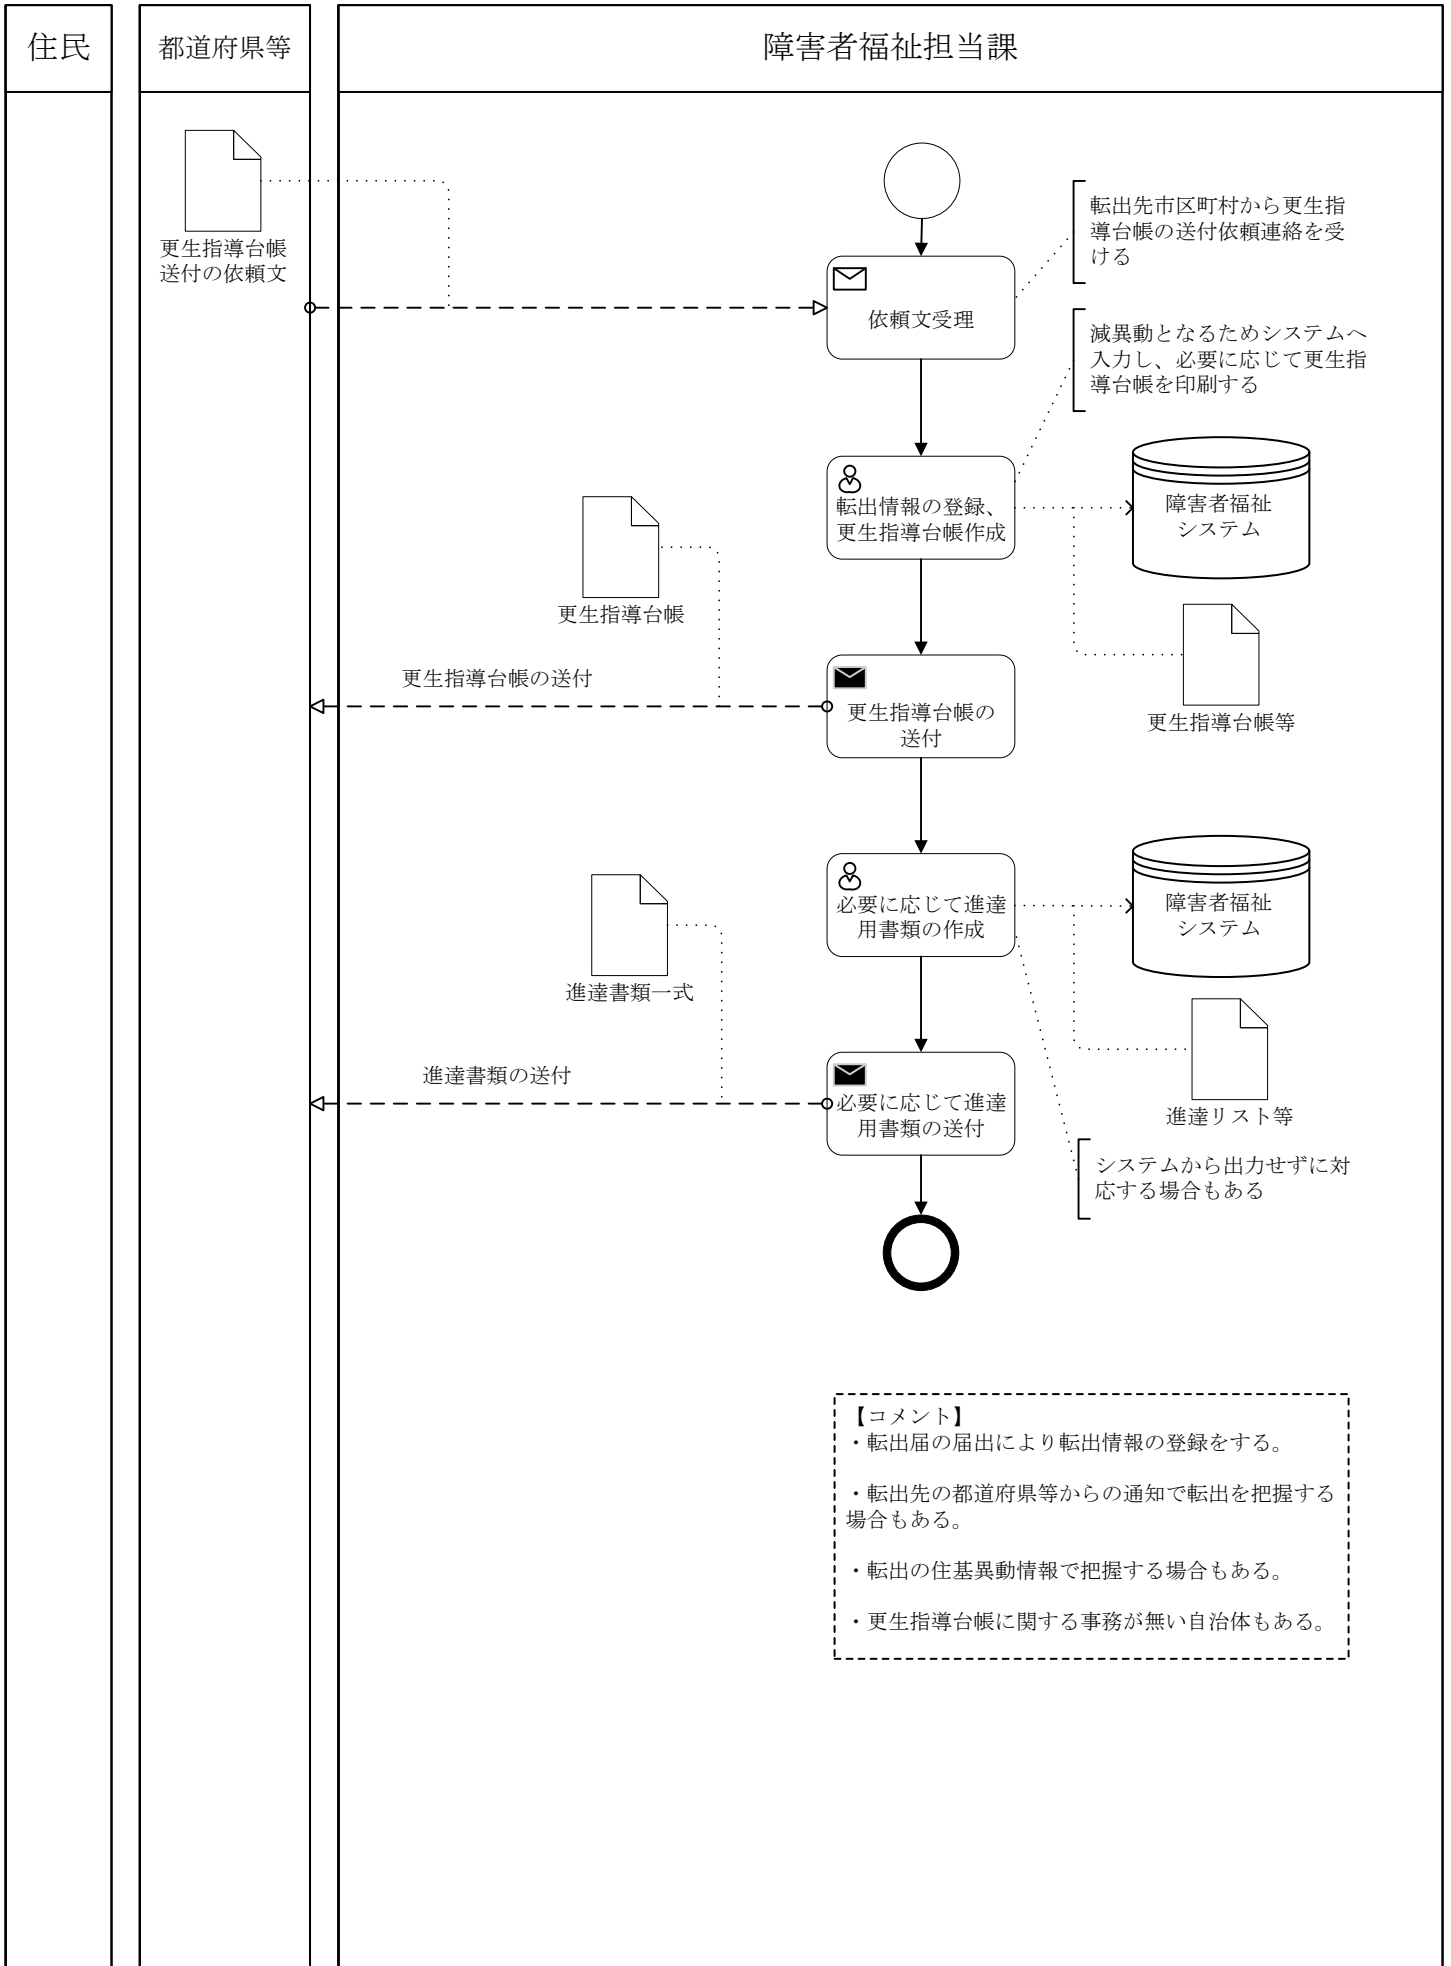 住民
都道府県等
障害者福祉担当課
更生指導台帳
送付の依頼文
転出先市区町村から更生指
導台帳の送付依頼連絡を受
ける
依頼文受理
減異動となるためシステムへ
入力し、必要に応じて更生指
導台帳を印刷する
転出情報の登録、
更生指導台帳作成
障害者福祉
システム
更生指導台帳
更生指導台帳の送付
更生指導台帳の
送付
更生指導台帳等
必要に応じて進達
用書類の作成
障害者福祉
システム
進達書類一式
進達書類の送付
必要に応じて進達
用書類の送付
進達リスト等
システムから出力せずに対
応する場合もある
【コメント】
・転出届の届出により転出情報の登録をする。
・転出先の都道府県等からの通知で転出を把握する
場合もある。
・転出の住基異動情報で把握する場合もある。
・更生指導台帳に関する事務が無い自治体もある。